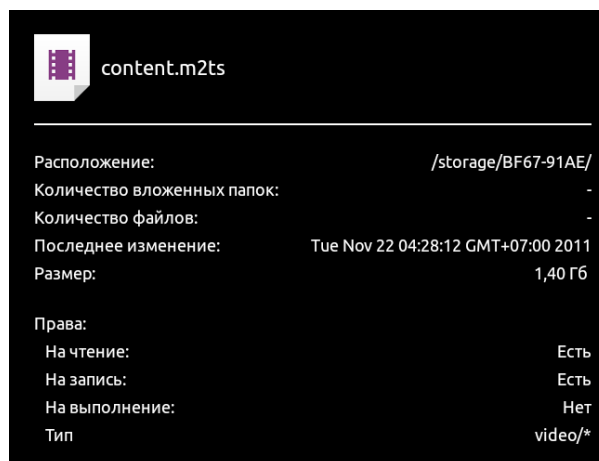 content.m2ts
Расположение: /storage/BF67-91AE/
Количество вложенных папок: -
Количество файлов: -
Последнее изменение: Tue Nov 22 04:28:12 GMT+07:00 2011
Размер: 1,40 Гб
Права:
На чтение: Есть
На запись: Есть
На выполнение: Нет
Тип video/*